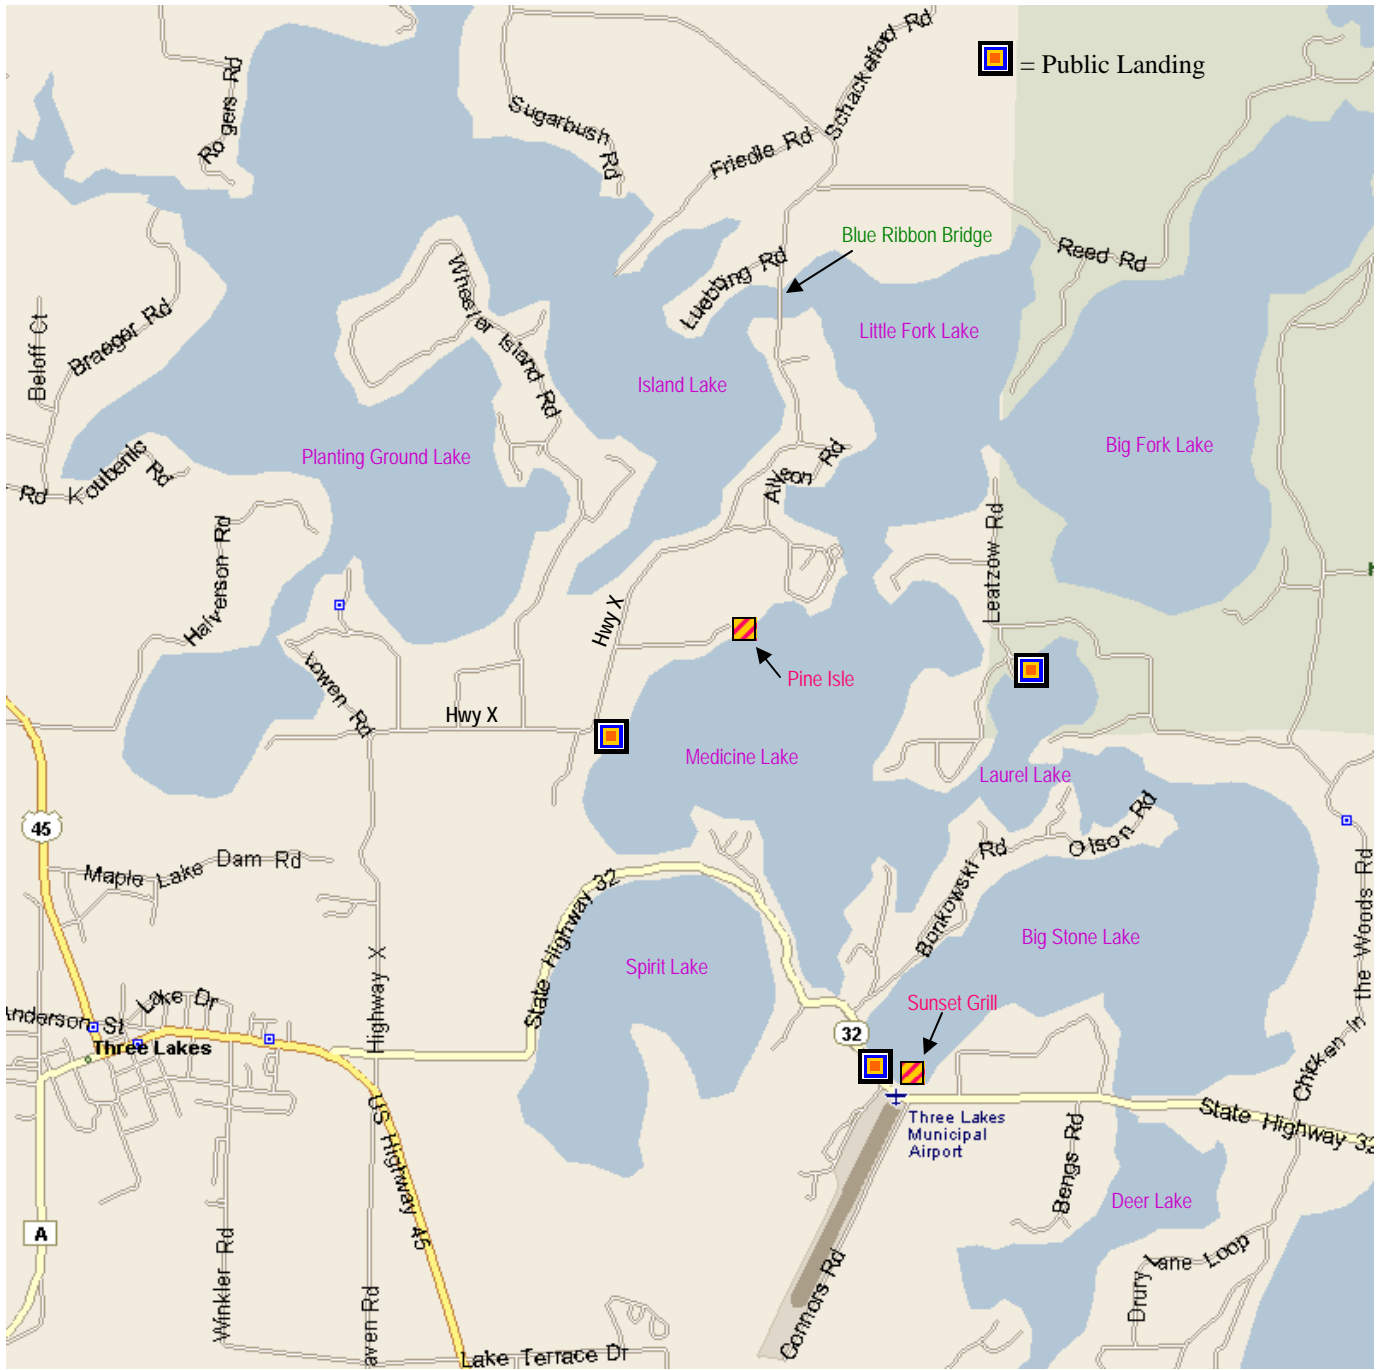 = Public Landing
Rogers Rd
Sugarbush Rd
Friedle Rd
Schackelford Rd
Blue Ribbon Bridge
Reed Rd
Luebbing Rd
Wheeler Island Rd
Beloff Ct
Braeger Rd
Little Fork Lake
Island Lake
Planting Ground Lake
Big Fork Lake
Rd
Koubenic Rd
Rd
Alyson
Halverson Rd
Leatzow Rd
H
Hwy X
Lowen Rd
Pine Isle
Hwy X
Medicine Lake
Laurel Lake
45
Maple Lake Dam Rd
Olson Rd
Bonkowski Rd
State Highway 32
Highway X
Spirit Lake
Big Stone Lake
the Woods Rd
Chicken In
Lake Dr
Anderson St
Three Lakes
Sunset Grill
32
Three Lakes
Municipal
Airport
State Highway 32
US Highway 45
Bengs Rd
Deer Lake
A
Winkler Rd
aven Rd
Connors Rd
Drury Lane Loop
Lake Terrace Dr